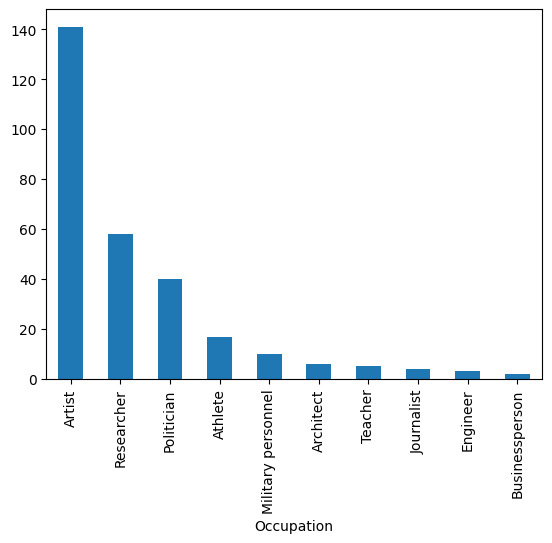 140
120
100
80
60
40
20
0
Artist
Researcher
Politician
Athlete
Military personnel
Architect
Teacher
Journalist
Engineer
Businessperson
Occupation